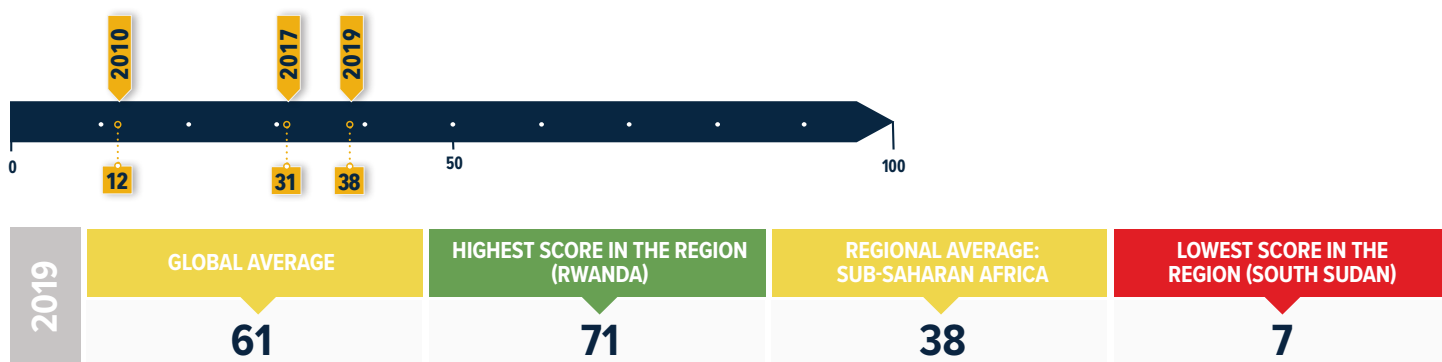 2010
2017
2019
0
50
100
12
31
38
2019
GLOBAL AVERAGE
61
HIGHEST SCORE IN THE REGION
(RWANDA)
71
REGIONAL AVERAGE:
SUB-SAHARAN AFRICA
38
LOWEST SCORE IN THE
REGION (SOUTH SUDAN)
7